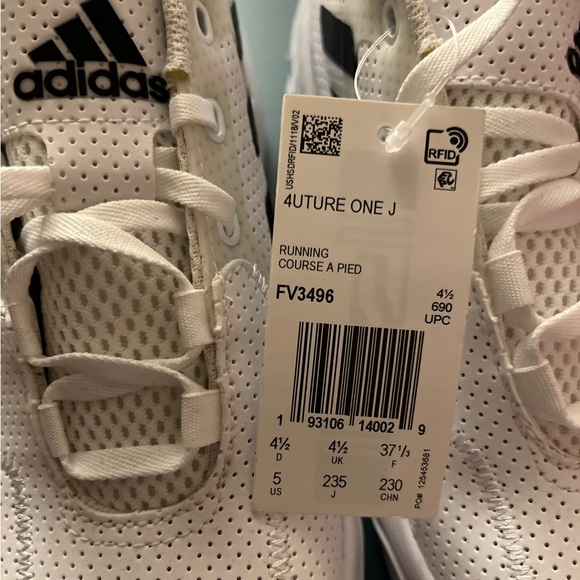 adidas
USHSDRFID/1118/V02
RFID
4UTURE ONE J
RUNNING
COURSE A PIED
FV3496
4½
690
UPC
1 93106 14002 9
4½ 4½ 37⅓
D UK F
5 235 230
US J CHN
PO# 125453681